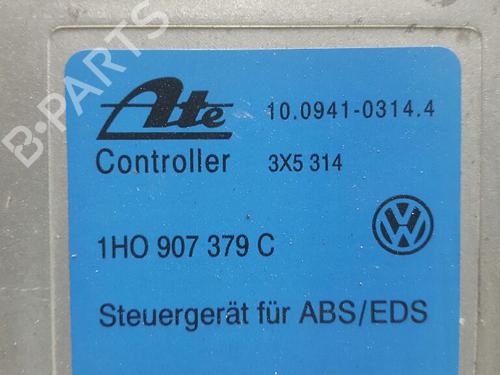 Ate 10.0941-0314.4
Controller 3X5 314
1HO 907 379 C
Steuergerät für ABS/EDS
B-PARTS